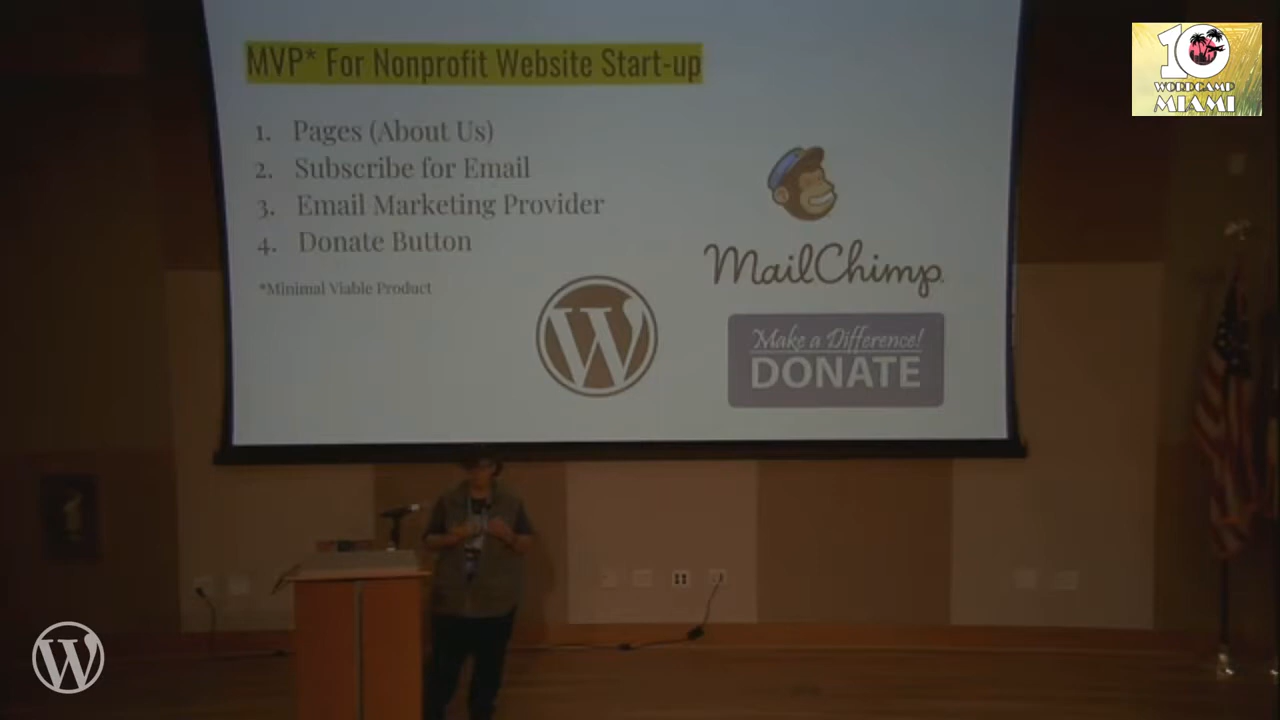 MVP* For Nonprofit Website Start-up
1. Pages (About Us)
2. Subscribe for Email
3. Email Marketing Provider
4. Donate Button
*Minimal Viable Product
MailChimp
Make a Difference!
DONATE
10
WORDCAMP
MIAMI